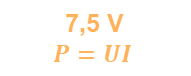 7,5 V
P = UI